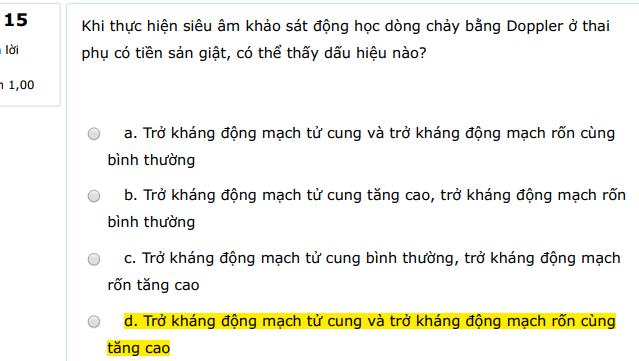 15
lời
1,00
Khi thực hiện siêu âm khảo sát động học dòng chảy bằng Doppler ở thai
phụ có tiền sản giật, có thể thấy dấu hiệu nào?
a. Trở kháng động mạch tử cung và trở kháng động mạch rốn cùng
bình thường
b. Trở kháng động mạch tử cung tăng cao, trở kháng động mạch rốn
bình thường
c. Trở kháng động mạch tử cung bình thường, trở kháng động mạch
rốn tăng cao
d. Trở kháng động mạch tử cung và trở kháng động mạch rốn cùng
tăng cao